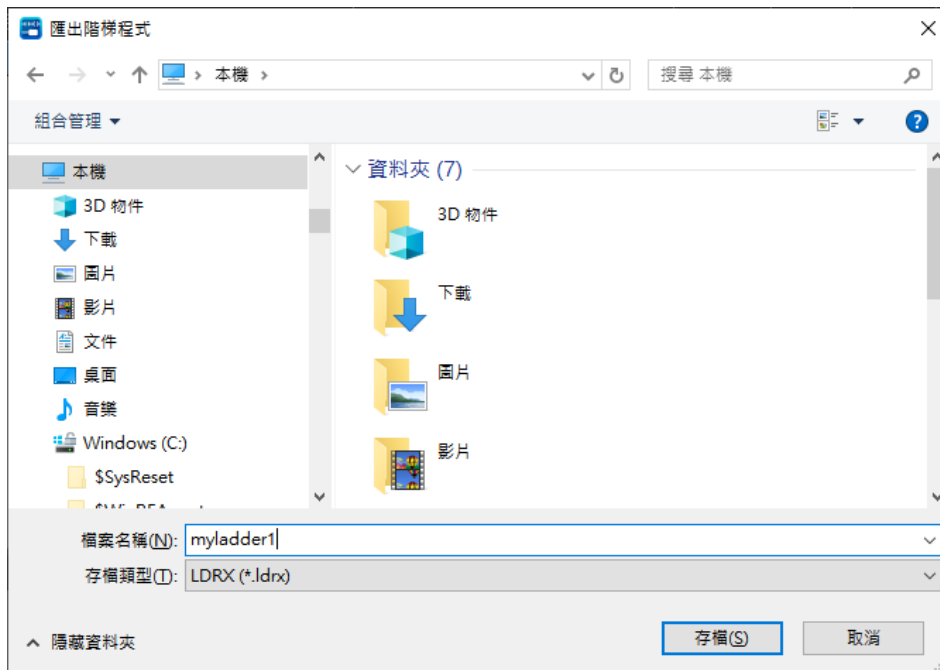 匯出階梯程式
本機
搜尋 本機
組合管理
本機
3D 物件
下載
圖片
影片
文件
桌面
音樂
Windows (C:)
$SysReset
資料夾 (7)
3D 物件
下載
圖片
影片
檔案名稱(N): myladder1
存檔類型(T): LDRX (*.ldrx)
隱藏資料夾
存檔(S)
取消